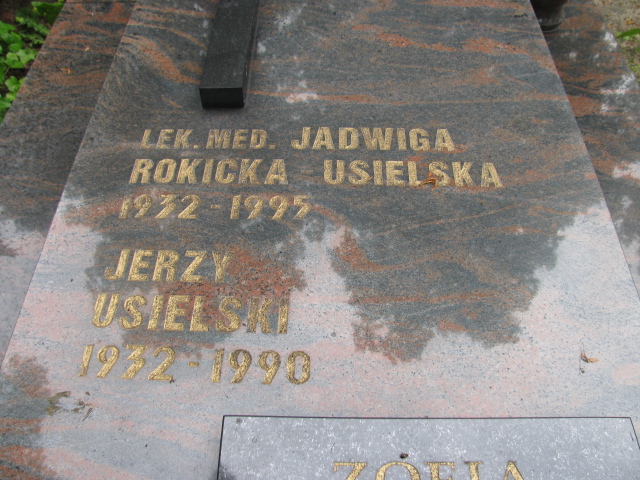 LEK. MED. JADWIGA
ROKICKA - USIELSKA
1932 - 1995
JERZY
USIELSKI
1932 - 1990
ZOFIA